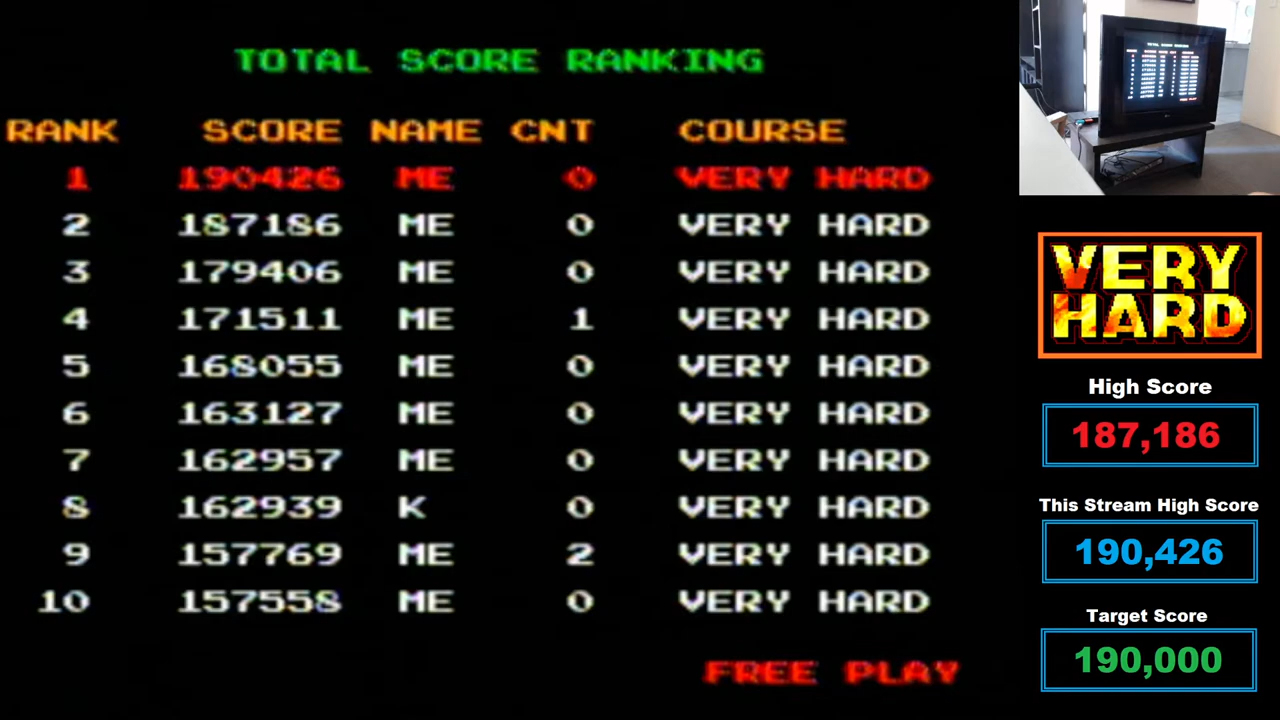 TOTAL SCORE RANKING
RANK SCORE NAME CNT COURSE
1 190426 ME 0 VERY HARD
2 187186 ME 0 VERY HARD
3 179406 ME 0 VERY HARD
4 171511 ME 1 VERY HARD
5 168055 ME 0 VERY HARD
6 163127 ME 0 VERY HARD
7 162957 ME 0 VERY HARD
8 162939 K 0 VERY HARD
9 157769 ME 2 VERY HARD
10 157558 ME 0 VERY HARD
FREE PLAY
VERY
HARD
High Score
187,186
This Stream High Score
190,426
Target Score
190,000